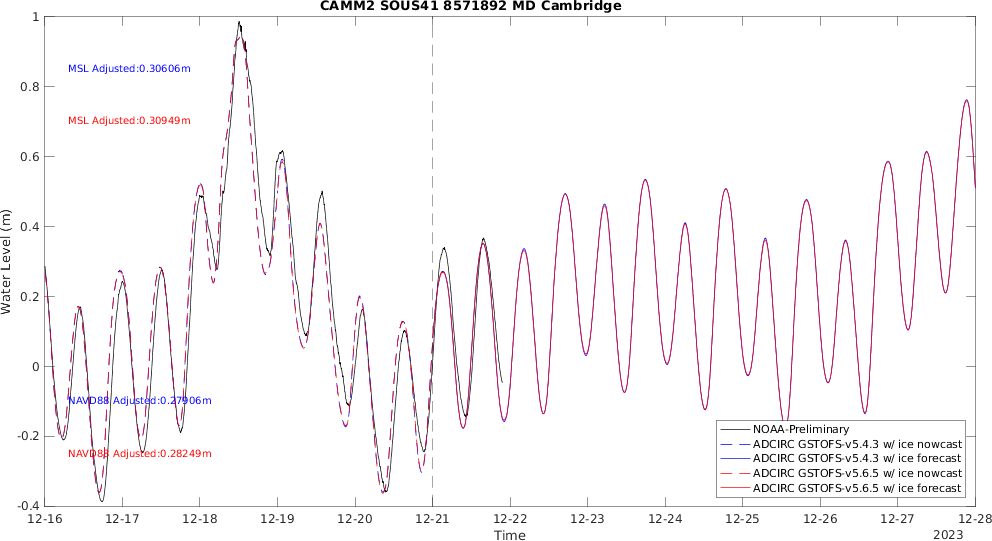 CAMM2 SOUS41 8571892 MD Cambridge
1
0.8
0.6
0.4
0.2
0
-0.2
-0.4
Water Level (m)
MSL Adjusted:0.30606m
MSL Adjusted:0.30949m
NAVD88 Adjusted:0.27906m
NAVD88 Adjusted:0.28249m
NOAA-Preliminary
ADCIRC GSTOFS-v5.4.3 w/ ice nowcast
ADCIRC GSTOFS-v5.4.3 w/ ice forecast
ADCIRC GSTOFS-v5.6.5 w/ ice nowcast
ADCIRC GSTOFS-v5.6.5 w/ ice forecast
12-16 12-17 12-18 12-19 12-20 12-21 12-22 12-23 12-24 12-25 12-26 12-27 12-28
Time
2023